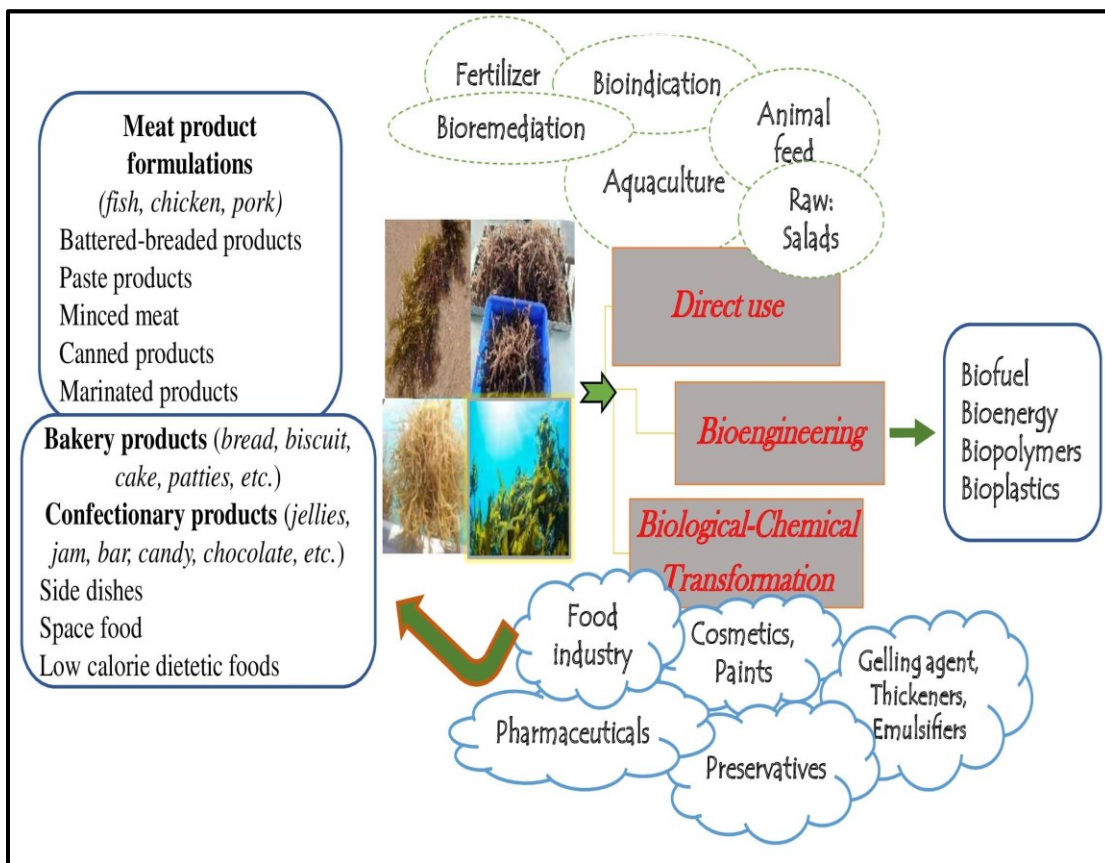 Meat product
formulations
(fish, chicken, pork)
Battered-breaded products
Paste products
Minced meat
Canned products
Marinated products
Bakery products (bread, biscuit,
cake, patties, etc.)
Confectionary products (jellies,
jam, bar, candy, chocolate, etc.)
Side dishes
Space food
Low calorie dietetic foods
Fertilizer
Bioindication
Bioremediation
Animal
feed
Aquaculture
Raw:
Salads
Direct use
Bioengineering
Biological-Chemical
Transformation
Biofuel
Bioenergy
Biopolymers
Bioplastics
Food
industry
Cosmetics,
Paints
Gelling agent,
Thickeners,
Emulsifiers
Pharmaceuticals
Preservatives